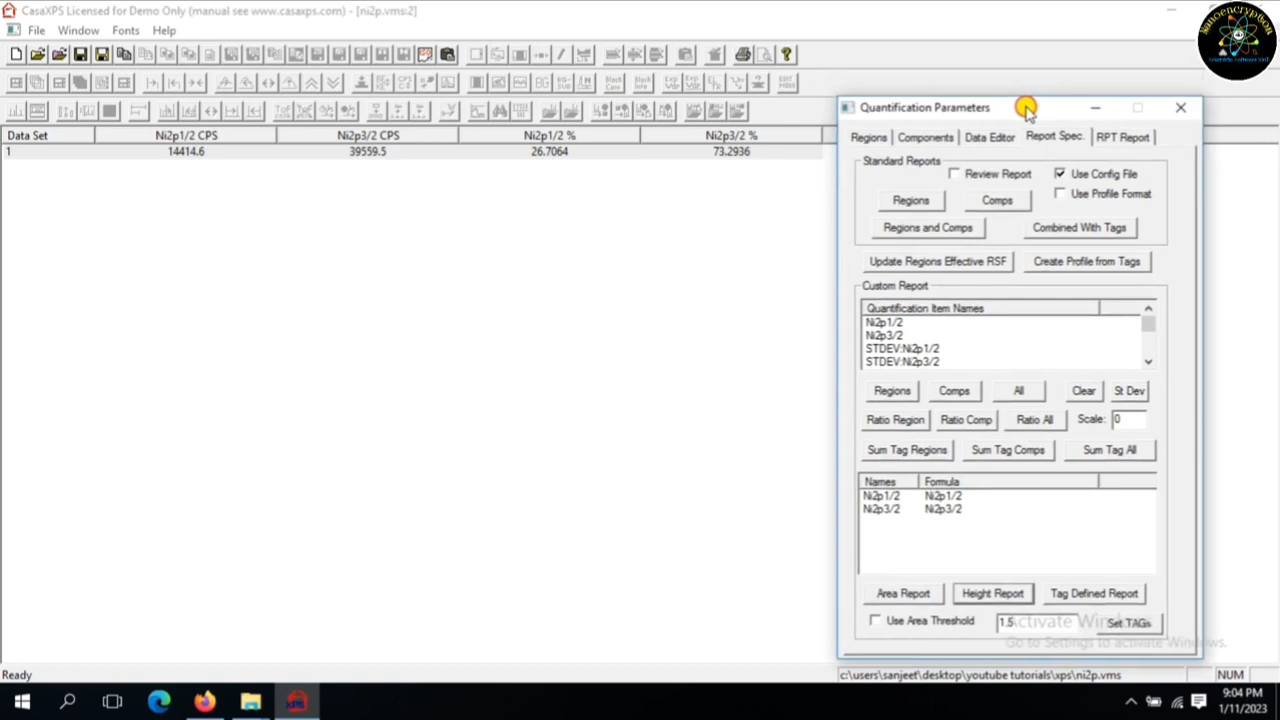 CasaXPS Licensed for Demo Only (manual see www.casaxps.com) - [ni2p.vms:2]
File Window Fonts Help
Nanoencryption
Scientific Software Skill
Data Set Ni2p1/2 CPS Ni2p3/2 CPS Ni2p1/2 % Ni2p3/2 %
1 14414.6 39559.5 26.7064 73.2936
Quantification Parameters
Regions Components Data Editor Report Spec. RPT Report
Standard Reports
Review Report Use Config File
Use Profile Format
Regions Comps
Regions and Comps Combined With Tags
Update Regions Effective RSF Create Profile from Tags
Custom Report
Quantification Item Names
Ni2p1/2
Ni2p3/2
STDEV:Ni2p1/2
STDEV:Ni2p3/2
Regions Comps All Clear St Dev
Ratio Region Ratio Comp Ratio All Scale: 0
Sum Tag Regions Sum Tag Comps Sum Tag All
Names Formula
Ni2p1/2 Ni2p1/2
Ni2p3/2 Ni2p3/2
Area Report Height Report Tag Defined Report
Use Area Threshold 1.5 Set TAGs
Activate Windows
Go to Settings to activate Windows.
Ready c:\users\sanjeet\desktop\youtube tutorials\xps\ni2p.vms NUM
XPS
9:04 PM
1/11/2023